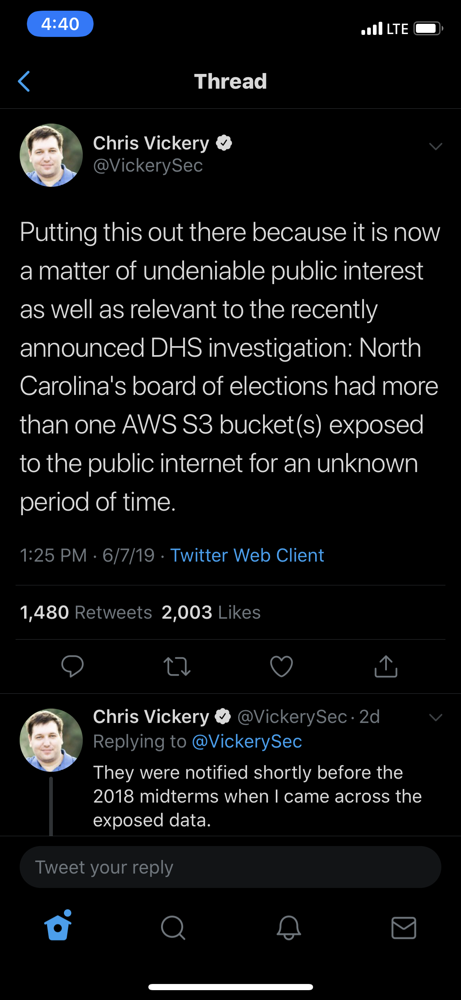 4:40
LTE
Thread
Chris Vickery
@VickerySec
Putting this out there because it is now
a matter of undeniable public interest
as well as relevant to the recently
announced DHS investigation: North
Carolina's board of elections had more
than one AWS S3 bucket(s) exposed
to the public internet for an unknown
period of time.
1:25 PM · 6/7/19 · Twitter Web Client
1,480 Retweets 2,003 Likes
Chris Vickery @VickerySec · 2d
Replying to @VickerySec
They were notified shortly before the
2018 midterms when I came across the
exposed data.
Tweet your reply